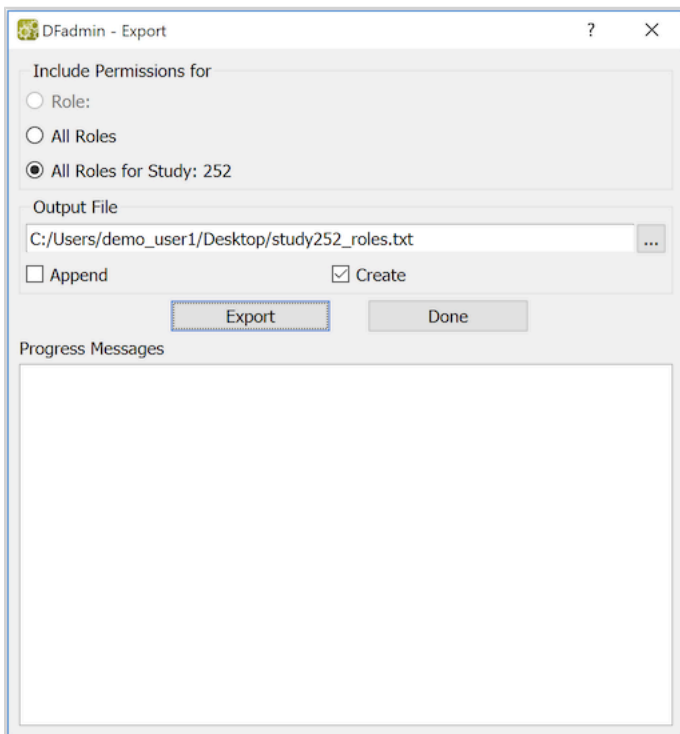 DFadmin - Export ?
Include Permissions for
Role:
All Roles
All Roles for Study: 252
Output File
C:/Users/demo_user1/Desktop/study252_roles.txt ...
Append Create
Export Done
Progress Messages